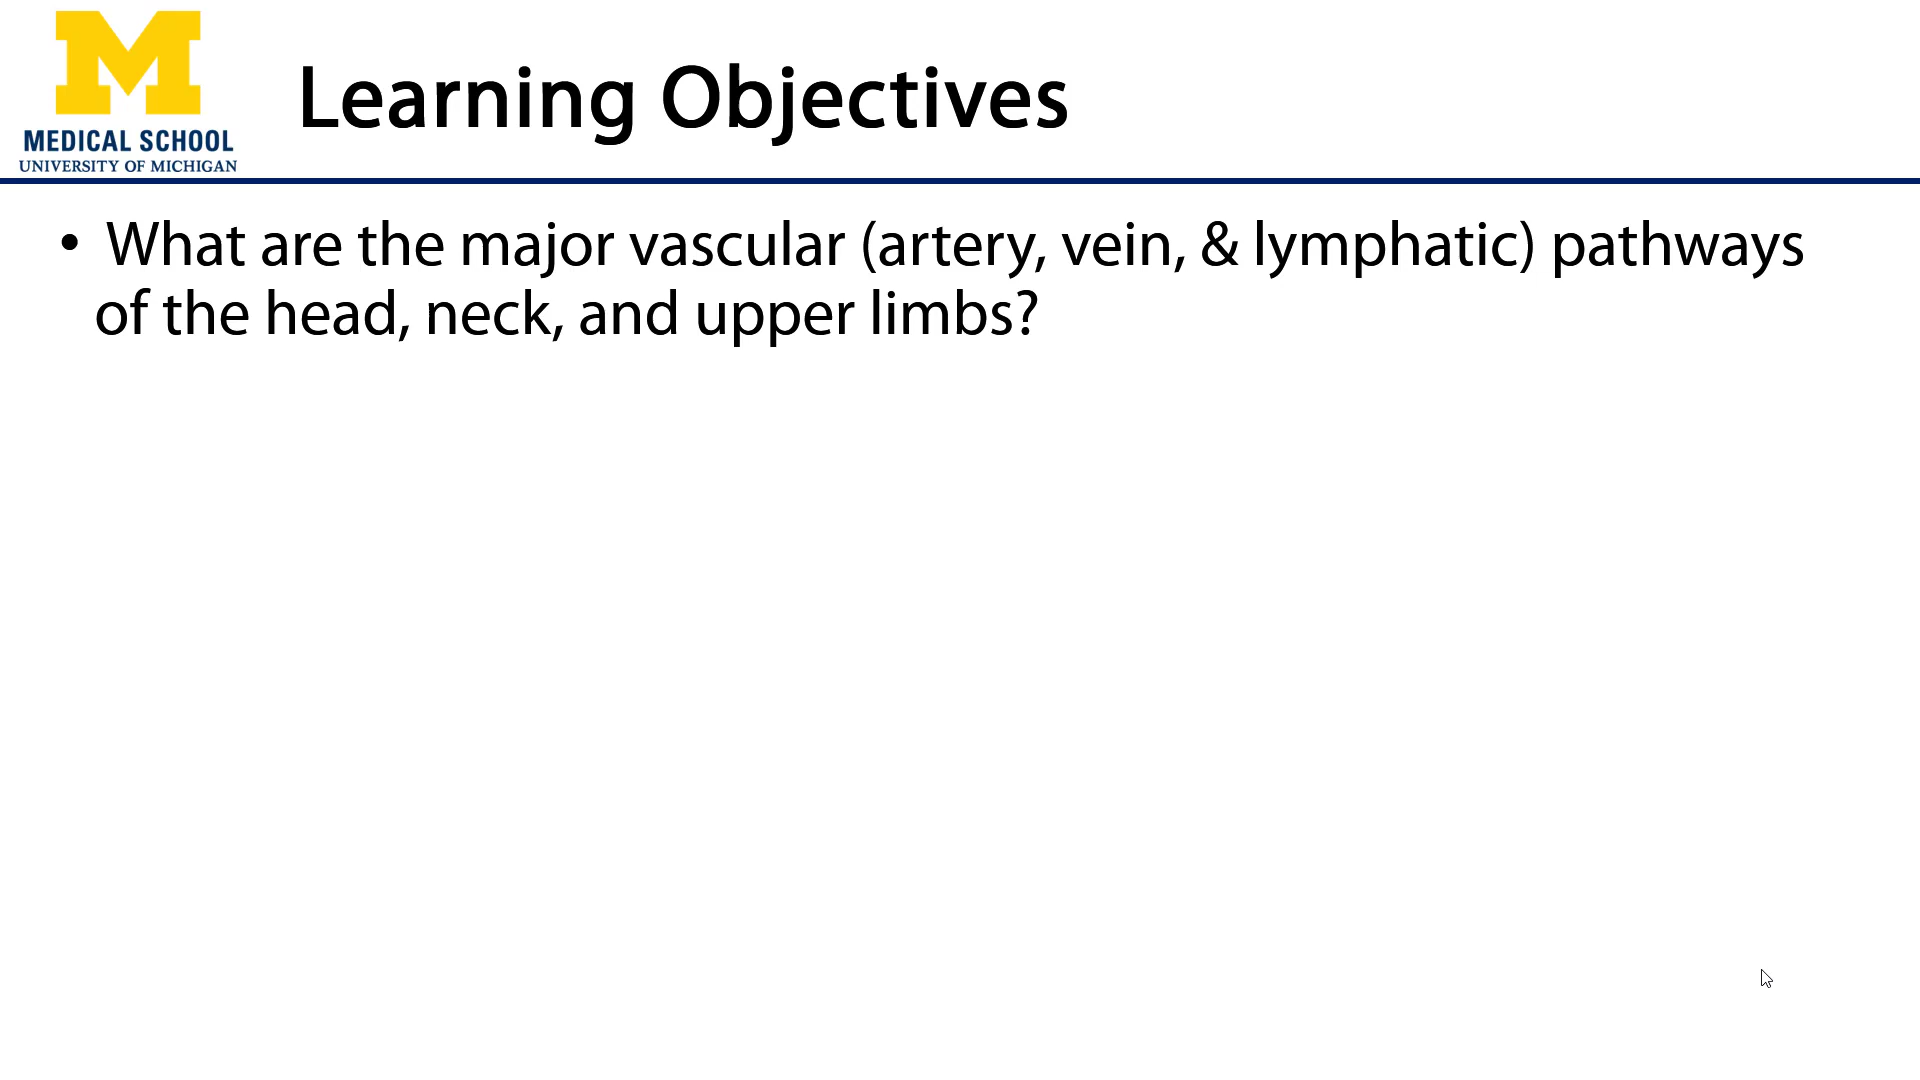 M
MEDICAL SCHOOL
UNIVERSITY OF MICHIGAN
Learning Objectives
• What are the major vascular (artery, vein, & lymphatic) pathways
of the head, neck, and upper limbs?